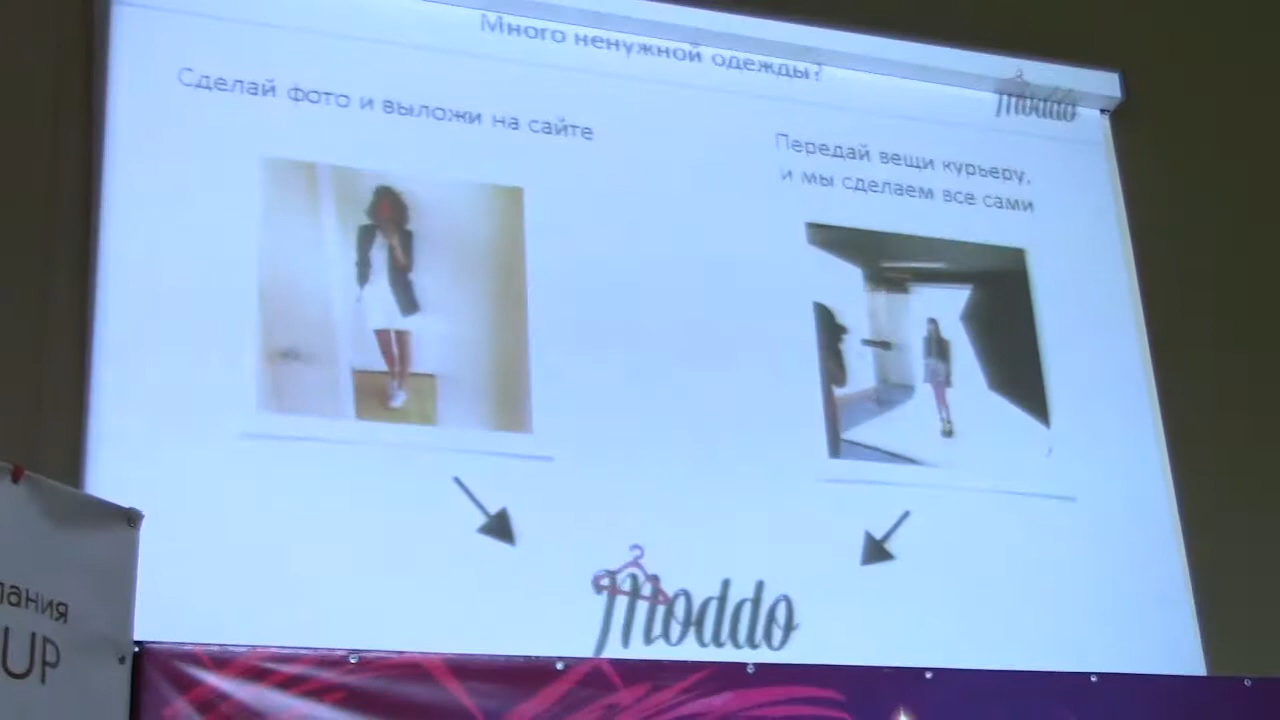 Много ненужной одежды?
moddo
Сделай фото и выложи на сайте
Передай вещи курьеру,
и мы сделаем все сами
moddo
пания
UP